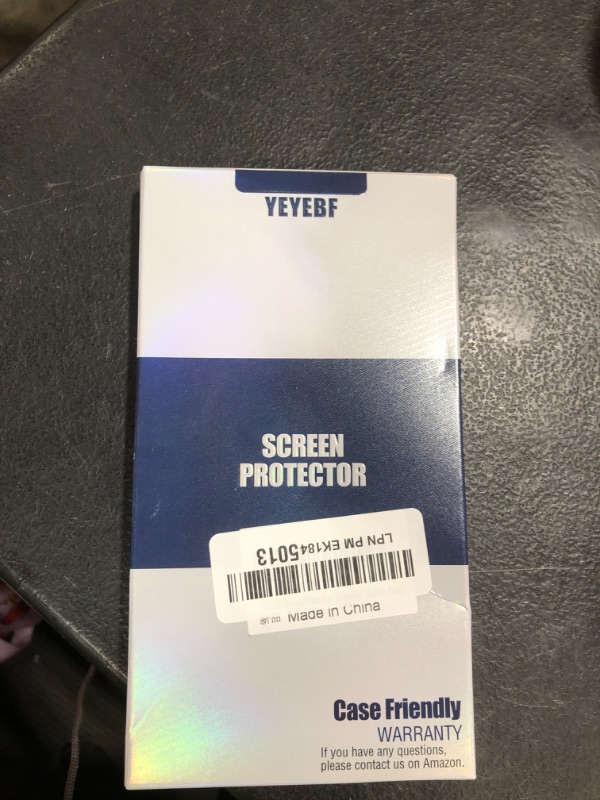 YEYEBF
SCREEN
PROTECTOR
LPN PM EK1845013
Made in China
Case Friendly
WARRANTY
If you have any questions,
please contact us on Amazon.